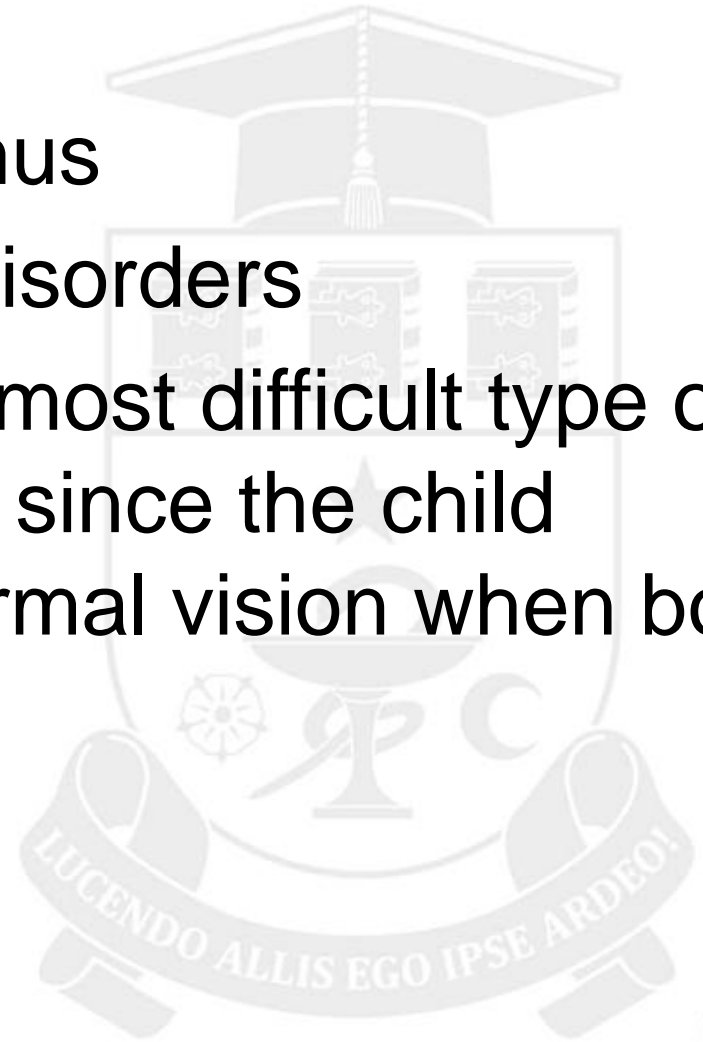 nus
isorders
most difficult type o
since the child
rmal vision when bo
LUCENDO ALLIS EGO IPSE ARDEO!